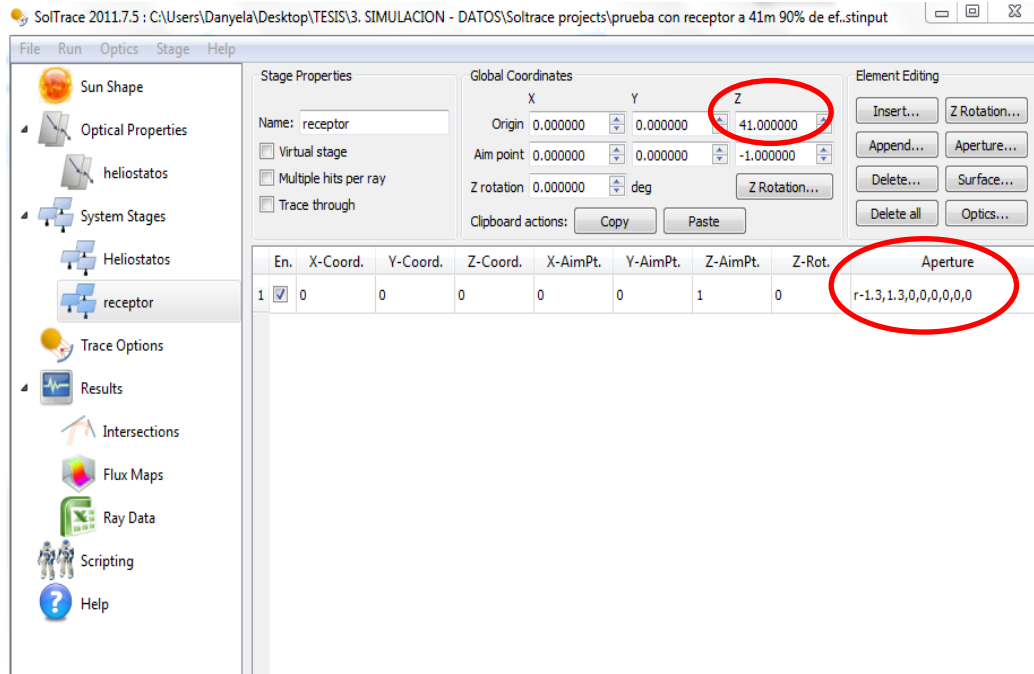 SolTrace 2011.7.5 : C:\Users\Danyela\Desktop\TESIS\3. SIMULACION - DATOS\Soltrace projects\prueba con receptor a 41m 90% de ef..stinput
File Run Optics Stage Help
Sun Shape
Optical Properties
heliostatos
System Stages
Heliostatos
receptor
Trace Options
Results
Intersections
Flux Maps
Ray Data
Scripting
Help
Stage Properties
Name: receptor
Virtual stage
Multiple hits per ray
Trace through
Global Coordinates
X Y Z
Origin 0.000000 0.000000 41.000000
Aim point 0.000000 0.000000 -1.000000
Z rotation 0.000000 deg Z Rotation...
Clipboard actions: Copy Paste
Element Editing
Insert... Z Rotation...
Append... Aperture...
Delete... Surface...
Delete all Optics...
En. X-Coord. Y-Coord. Z-Coord. X-AimPt. Y-AimPt. Z-AimPt. Z-Rot. Aperture
1 0 0 0 0 0 1 0 r-1.3,1.3,0,0,0,0,0,0